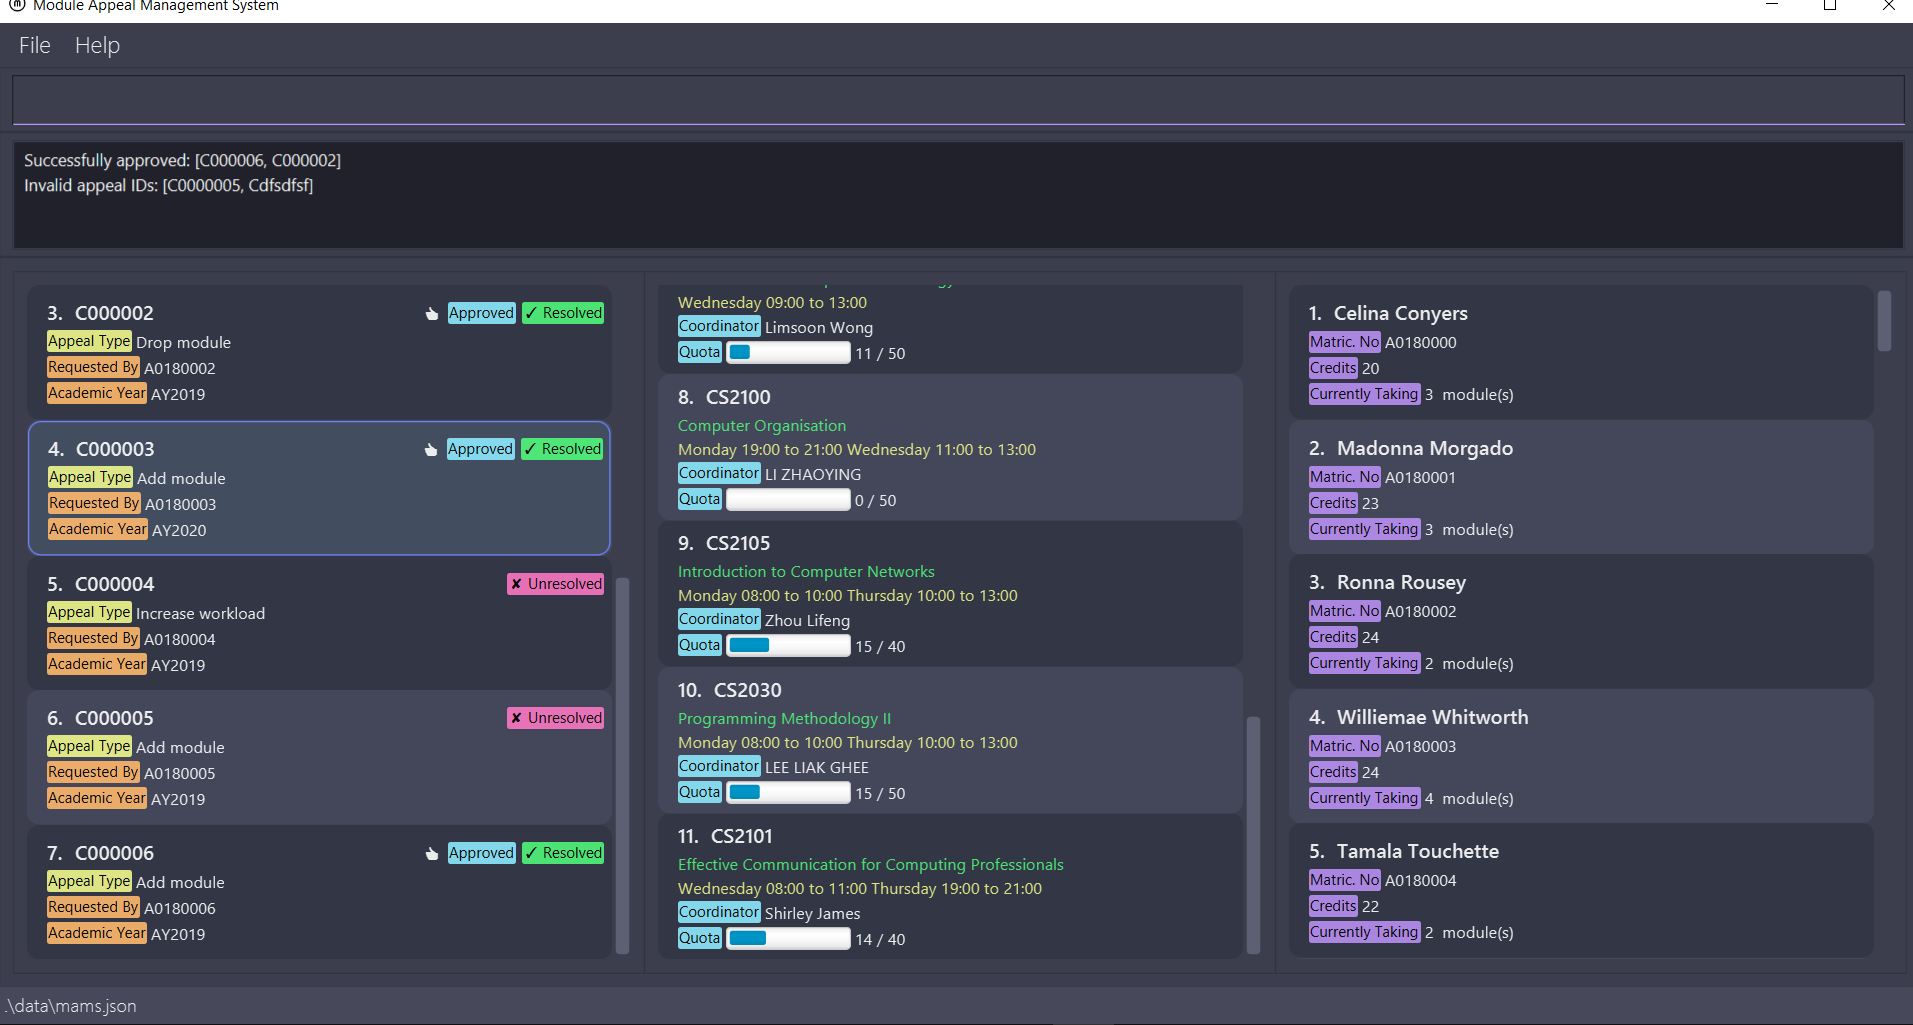 Module Appeal Management System
File Help
Successfully approved: [C000006, C000002]
Invalid appeal IDs: [C0000005, Cdfsdfsf]
3. C000002 Approved ✓ Resolved
Appeal Type Drop module
Requested By A0180002
Academic Year AY2019
4. C000003 Approved ✓ Resolved
Appeal Type Add module
Requested By A0180003
Academic Year AY2020
5. C000004 ✘ Unresolved
Appeal Type Increase workload
Requested By A0180004
Academic Year AY2019
6. C000005 ✘ Unresolved
Appeal Type Add module
Requested By A0180005
Academic Year AY2019
7. C000006 Approved ✓ Resolved
Appeal Type Add module
Requested By A0180006
Academic Year AY2019
Wednesday 09:00 to 13:00
Coordinator Limsoon Wong
Quota 11 / 50
8. CS2100
Computer Organisation
Monday 19:00 to 21:00 Wednesday 11:00 to 13:00
Coordinator LI ZHAOYING
Quota 0 / 50
9. CS2105
Introduction to Computer Networks
Monday 08:00 to 10:00 Thursday 10:00 to 13:00
Coordinator Zhou Lifeng
Quota 15 / 40
10. CS2030
Programming Methodology II
Monday 08:00 to 10:00 Thursday 10:00 to 13:00
Coordinator LEE LIAK GHEE
Quota 15 / 50
11. CS2101
Effective Communication for Computing Professionals
Wednesday 08:00 to 11:00 Thursday 19:00 to 21:00
Coordinator Shirley James
Quota 14 / 40
1. Celina Conyers
Matric. No A0180000
Credits 20
Currently Taking 3 module(s)
2. Madonna Morgado
Matric. No A0180001
Credits 23
Currently Taking 3 module(s)
3. Ronna Rousey
Matric. No A0180002
Credits 24
Currently Taking 2 module(s)
4. Williemae Whitworth
Matric. No A0180003
Credits 24
Currently Taking 4 module(s)
5. Tamala Touchette
Matric. No A0180004
Credits 22
Currently Taking 2 module(s)
.\data\mams.json